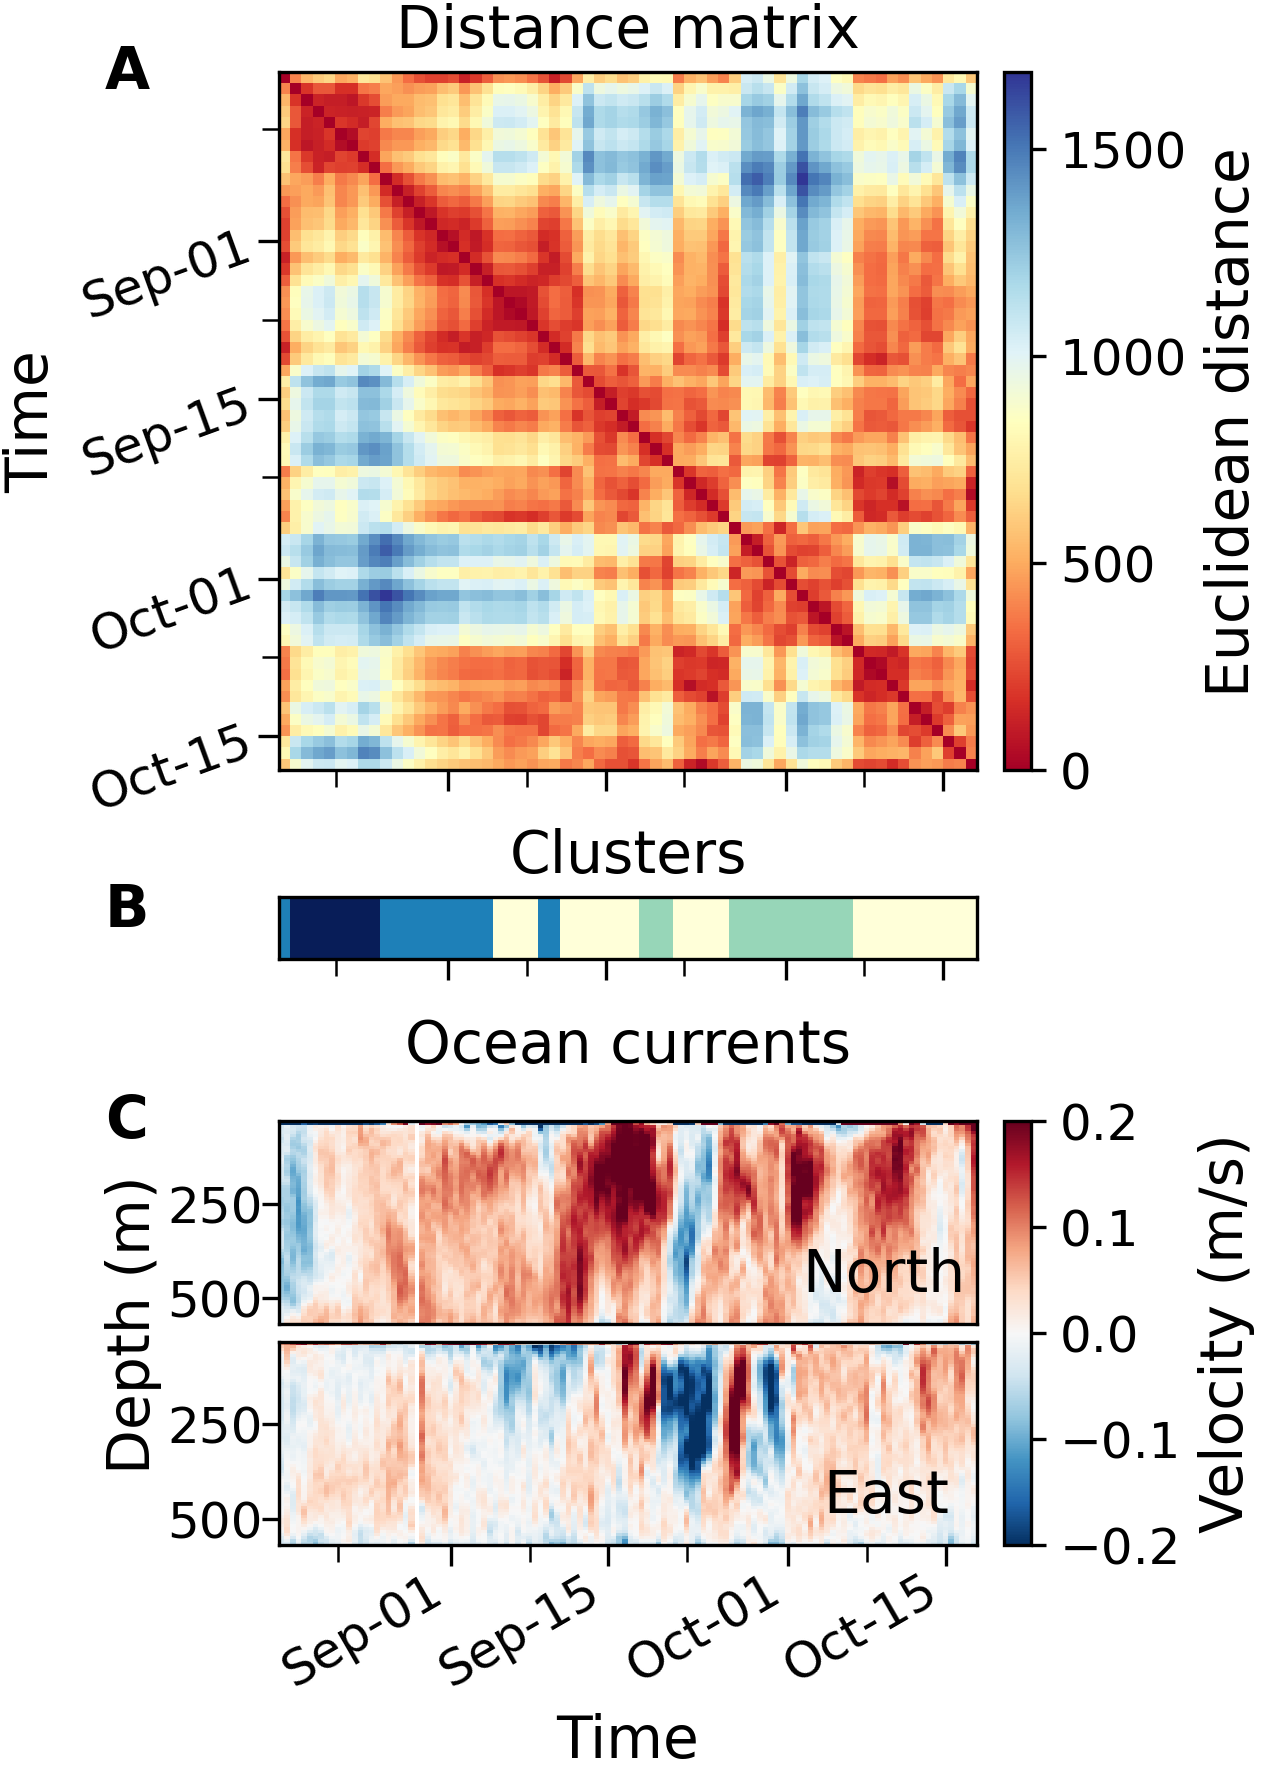 Distance matrix
A
Time
Sep-01
Sep-15
Oct-01
Oct-15
1500
1000
500
0
Euclidean distance
Clusters
B
Ocean currents
C
Depth (m)
250
500
North
250
500
East
0.2
0.1
0.0
−0.1
−0.2
Velocity (m/s)
Sep-01
Sep-15
Oct-01
Oct-15
Time